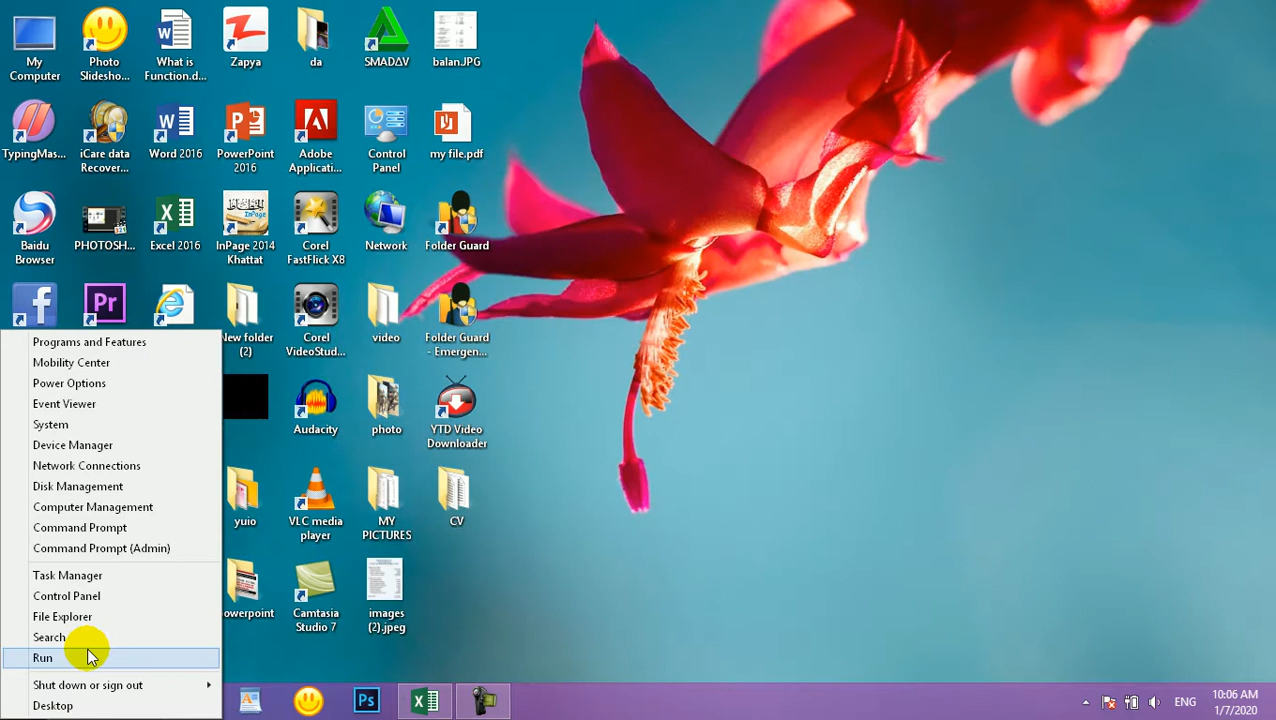 My
Computer
Photo
Slidesho...
What is
Function.d...
Zapya
da
SMADΔV
balan.JPG
TypingMas...
iCare data
Recover...
Word 2016
PowerPoint
2016
Adobe
Applicati...
Control
Panel
my file.pdf
Baidu
Browser
PHOTOSH...
Excel 2016
InPage 2014
Khattat
Corel
FastFlick X8
Network
Folder Guard
New folder
(2)
Corel
VideoStud...
video
Folder Guard
- Emergen...
Audacity
photo
YTD Video
Downloader
yuio
VLC media
player
MY
PICTURES
CV
owerpoint
Camtasia
Studio 7
images
(2).jpeg
Programs and Features
Mobility Center
Power Options
Event Viewer
System
Device Manager
Network Connections
Disk Management
Computer Management
Command Prompt
Command Prompt (Admin)
Task Manager
Control Panel
File Explorer
Search
Run
Shut down or sign out
Desktop
Ps
ENG
10:06 AM
1/7/2020